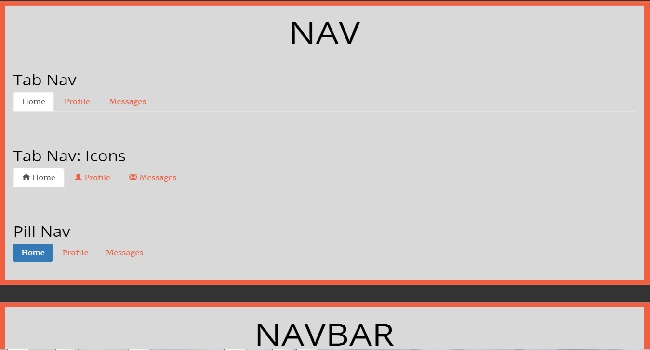 NAV
Tab Nav
Home Profile Messages
Tab Nav: Icons
Home Profile Messages
Pill Nav
Home Profile Messages
NAVBAR